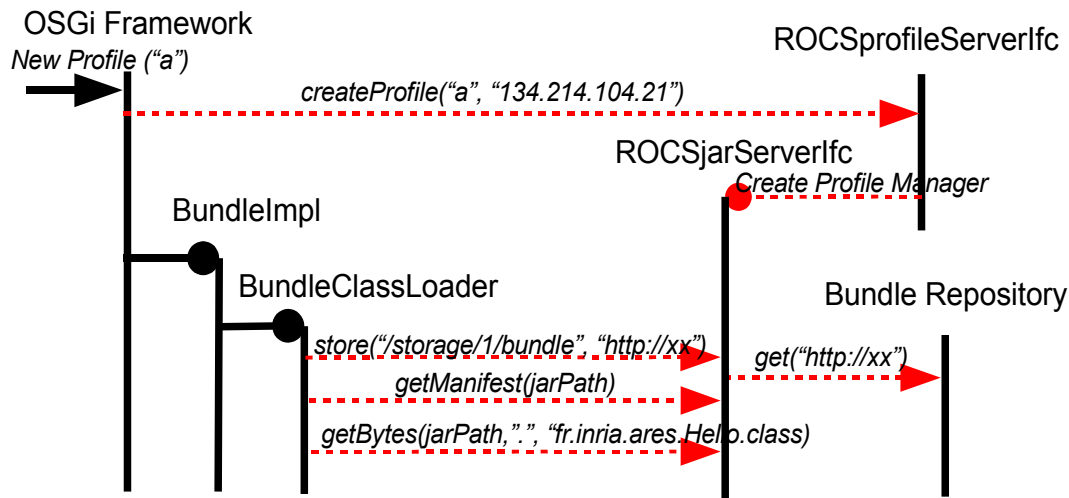 OSGi Framework
ROCSprofileServerIfc
New Profile (“a”)
createProfile(“a”, “134.214.104.21”)
ROCSjarServerIfc
Create Profile Manager
BundleImpl
BundleClassLoader
Bundle Repository
store(“/storage/1/bundle”, “http://xx”)
get(“http://xx”)
getManifest(jarPath)
getBytes(jarPath,”.”, “fr.inria.ares.Hello.class)